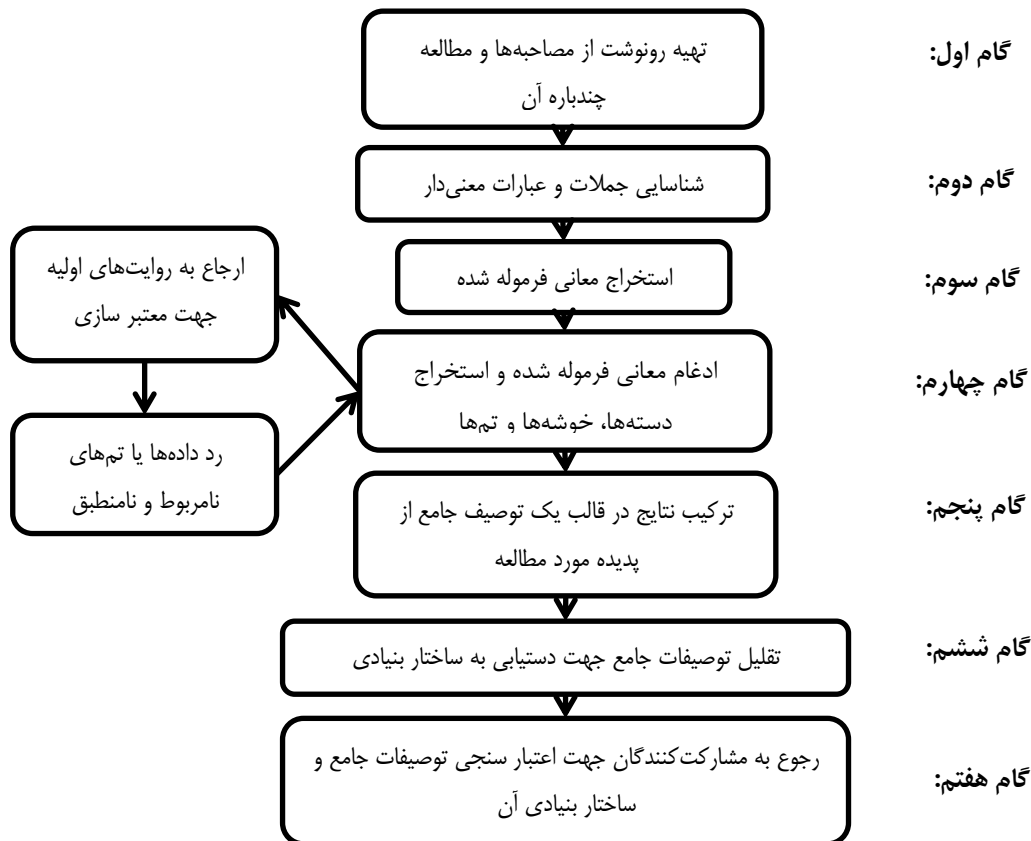 گام اول:
تهیه رونوشت از مصاحبه‌ها و مطالعه
چندباره آن
گام دوم:
شناسایی جملات و عبارات معنی‌دار
گام سوم:
استخراج معانی فرموله شده
ارجاع به روایت‌های اولیه
جهت معتبر سازی
گام چهارم:
ادغام معانی فرموله شده و استخراج
دسته‌ها، خوشه‌ها و تم‌ها
رد داده‌ها یا تم‌های
نامربوط و نامنطبق
گام پنجم:
ترکیب نتایج در قالب یک توصیف جامع از
پدیده مورد مطالعه
گام ششم:
تقلیل توصیفات جامع جهت دستیابی به ساختار بنیادی
گام هفتم:
رجوع به مشارکت‌کنندگان جهت اعتبار سنجی توصیفات جامع و
ساختار بنیادی آن